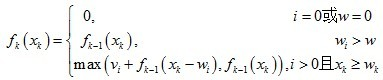 f_k(x_k) = { 0, i = 0或w = 0
f_{k-1}(x_k), w_i > w
max(v_i + f_{k-1}(x_k - w_i), f_{k-1}(x_k)), i > 0且x_k ≥ w_k